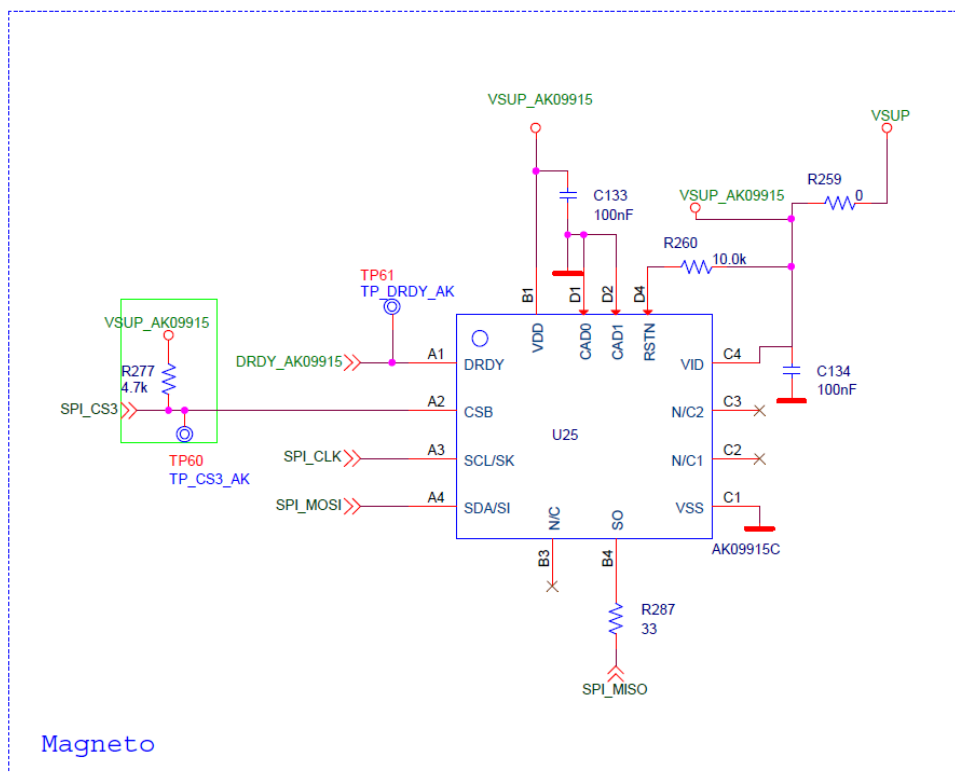 VSUP_AK09915
VSUP
C133
100nF
VSUP_AK09915
R259
0
R260
10.0k
TP61
TP_DRDY_AK
B1
D1
D2
D4
VDD
CAD0
CAD1
RSTN
VSUP_AK09915
R277
4.7k
SPI_CS3
TP60
TP_CS3_AK
DRDY_AK09915
A1
DRDY
A2
CSB
SPI_CLK
A3
SCL/SK
SPI_MOSI
A4
SDA/SI
U25
VID
C4
N/C2
C3
N/C1
C2
VSS
C1
C134
100nF
AK09915C
N/C
SO
B3
B4
R287
33
SPI_MISO
Magneto